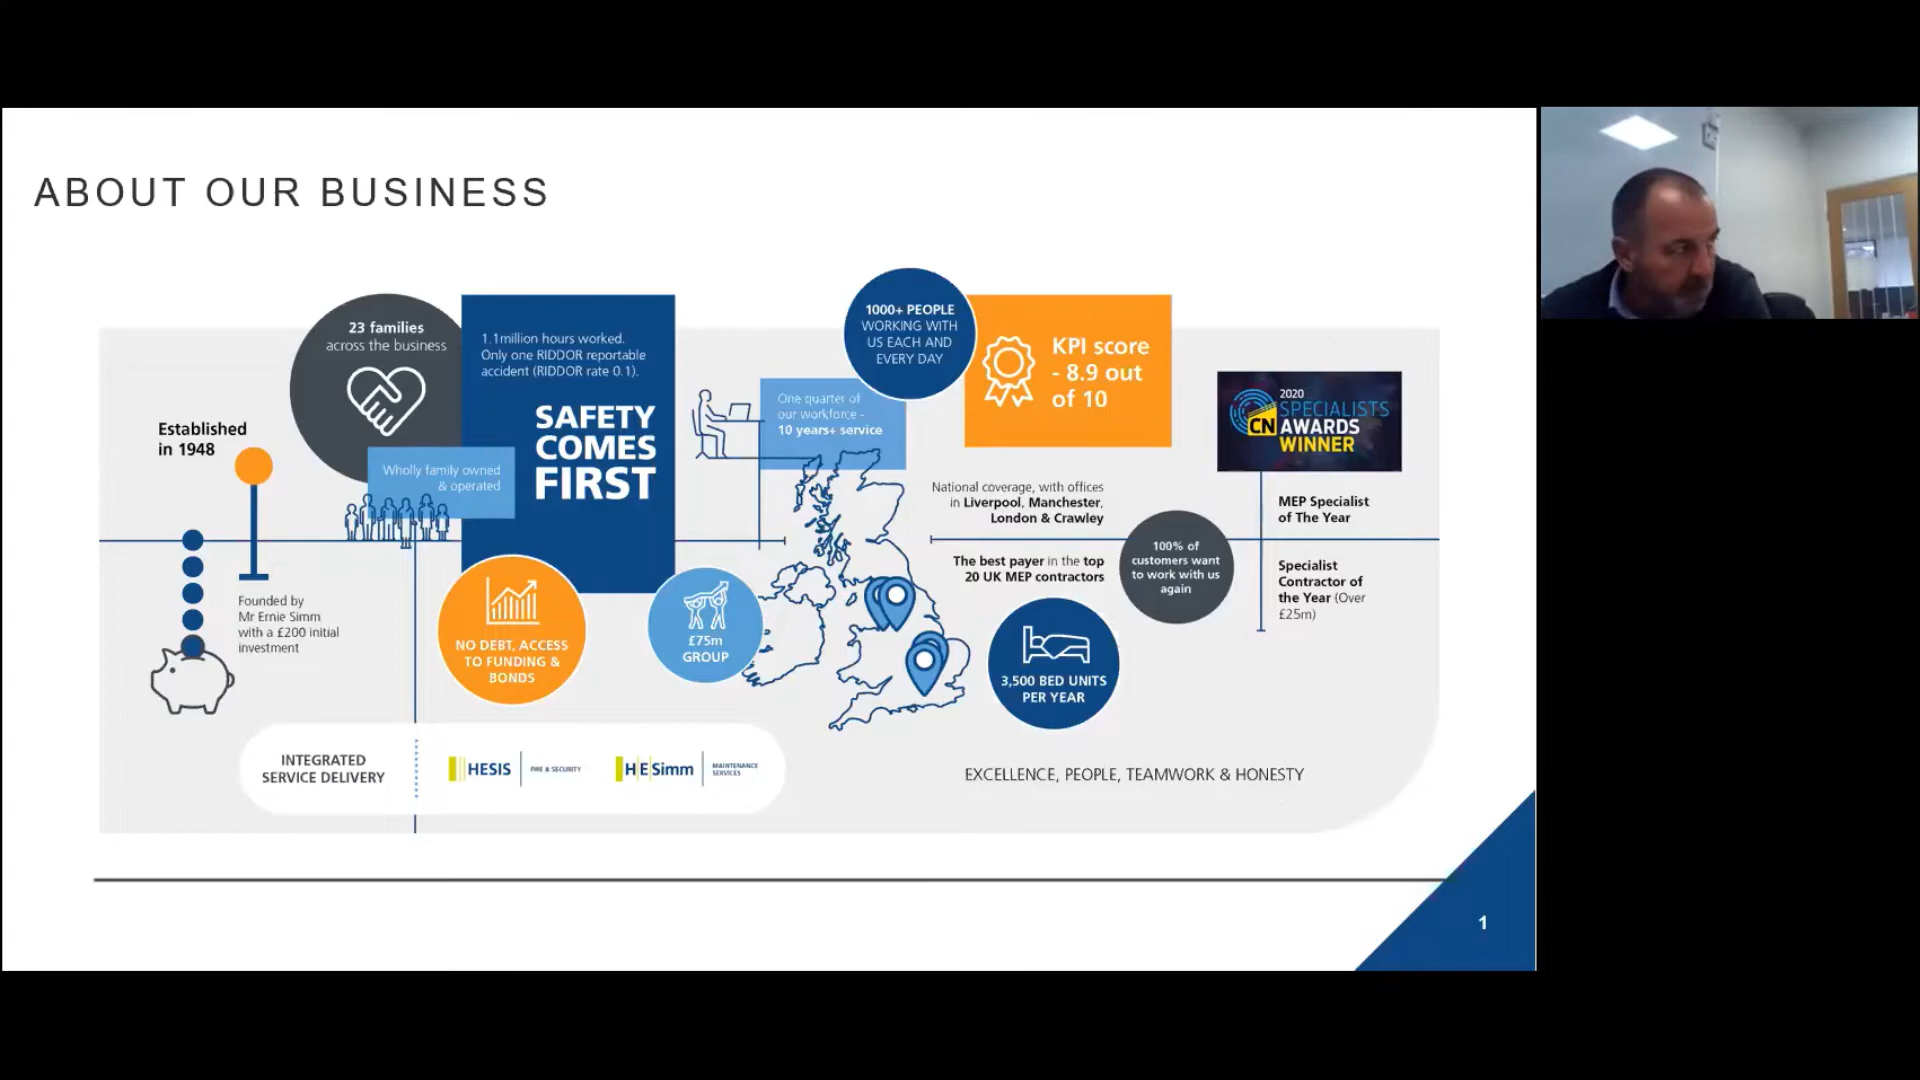 ABOUT OUR BUSINESS
Established
in 1948
Founded by
Mr Ernie Simm
with a £200 initial
investment
23 families
across the business
Wholly family owned
& operated
1.1million hours worked.
Only one RIDDOR reportable
accident (RIDDOR rate 0.1).
SAFETY
COMES
FIRST
NO DEBT, ACCESS
TO FUNDING &
BONDS
£75m
GROUP
One quarter of
our workforce -
10 years+ service
1000+ PEOPLE
WORKING WITH
US EACH AND
EVERY DAY
KPI score
- 8.9 out
of 10
National coverage, with offices
in Liverpool, Manchester,
London & Crawley
The best payer in the top
20 UK MEP contractors
100% of
customers want
to work with us
again
3,500 BED UNITS
PER YEAR
2020
SPECIALISTS
CN AWARDS
WINNER
MEP Specialist
of The Year
Specialist
Contractor of
the Year (Over
£25m)
INTEGRATED
SERVICE DELIVERY
HESIS
FIRE & SECURITY
HESimm
MAINTENANCE
SERVICES
EXCELLENCE, PEOPLE, TEAMWORK & HONESTY
1